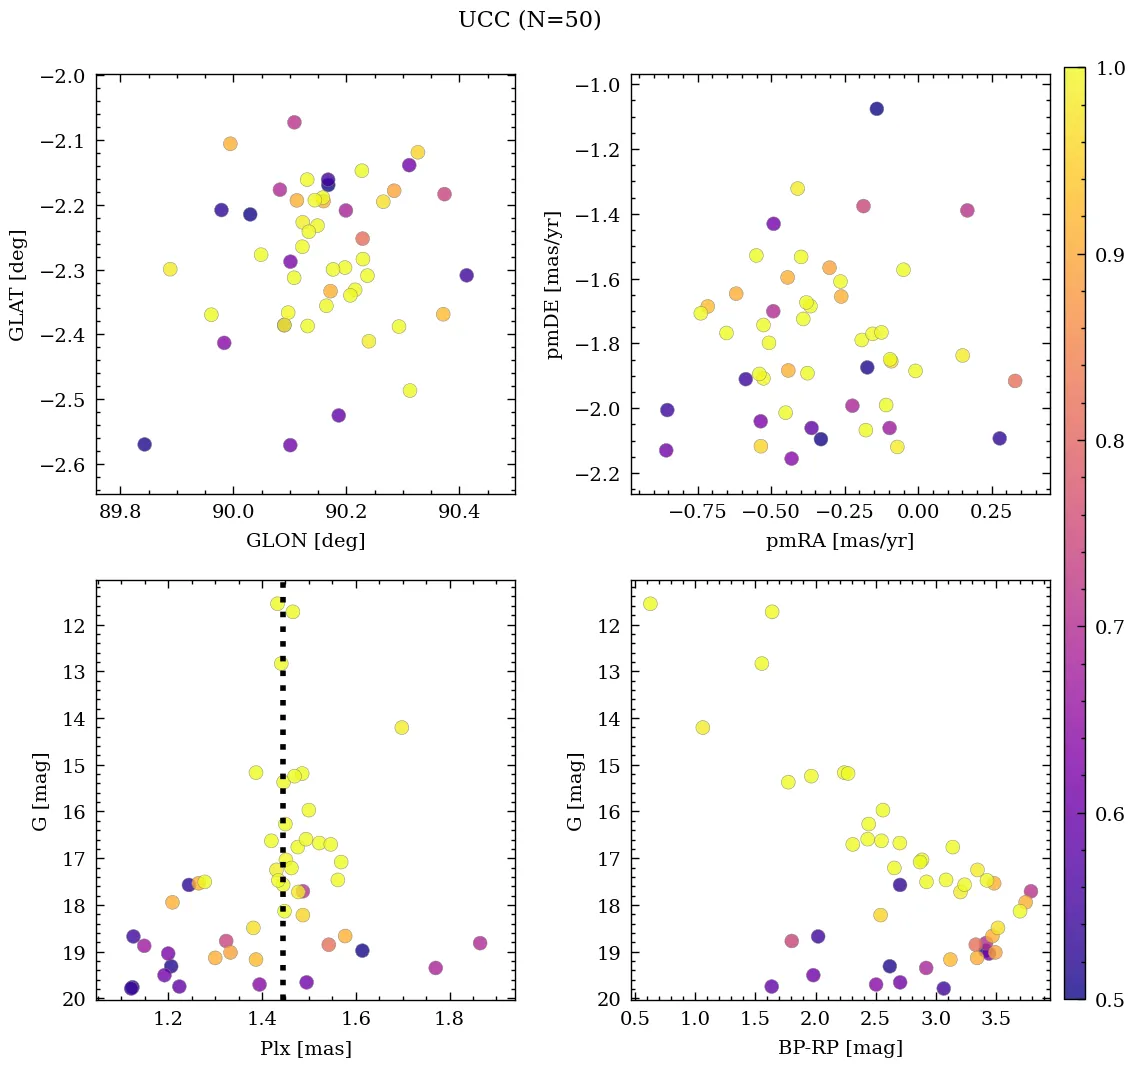 UCC (N=50)
−2.0
−2.1
−2.2
−2.3
−2.4
−2.5
−2.6
GLAT [deg]
89.8 90.0 90.2 90.4
GLON [deg]
−1.0
−1.2
−1.4
−1.6
−1.8
−2.0
−2.2
pmDE [mas/yr]
−0.75 −0.50 −0.25 0.00 0.25
pmRA [mas/yr]
12
13
14
15
16
17
18
19
20
G [mag]
1.2 1.4 1.6 1.8
Plx [mas]
12
13
14
15
16
17
18
19
20
G [mag]
0.5 1.0 1.5 2.0 2.5 3.0 3.5
BP-RP [mag]
1.0
0.9
0.8
0.7
0.6
0.5